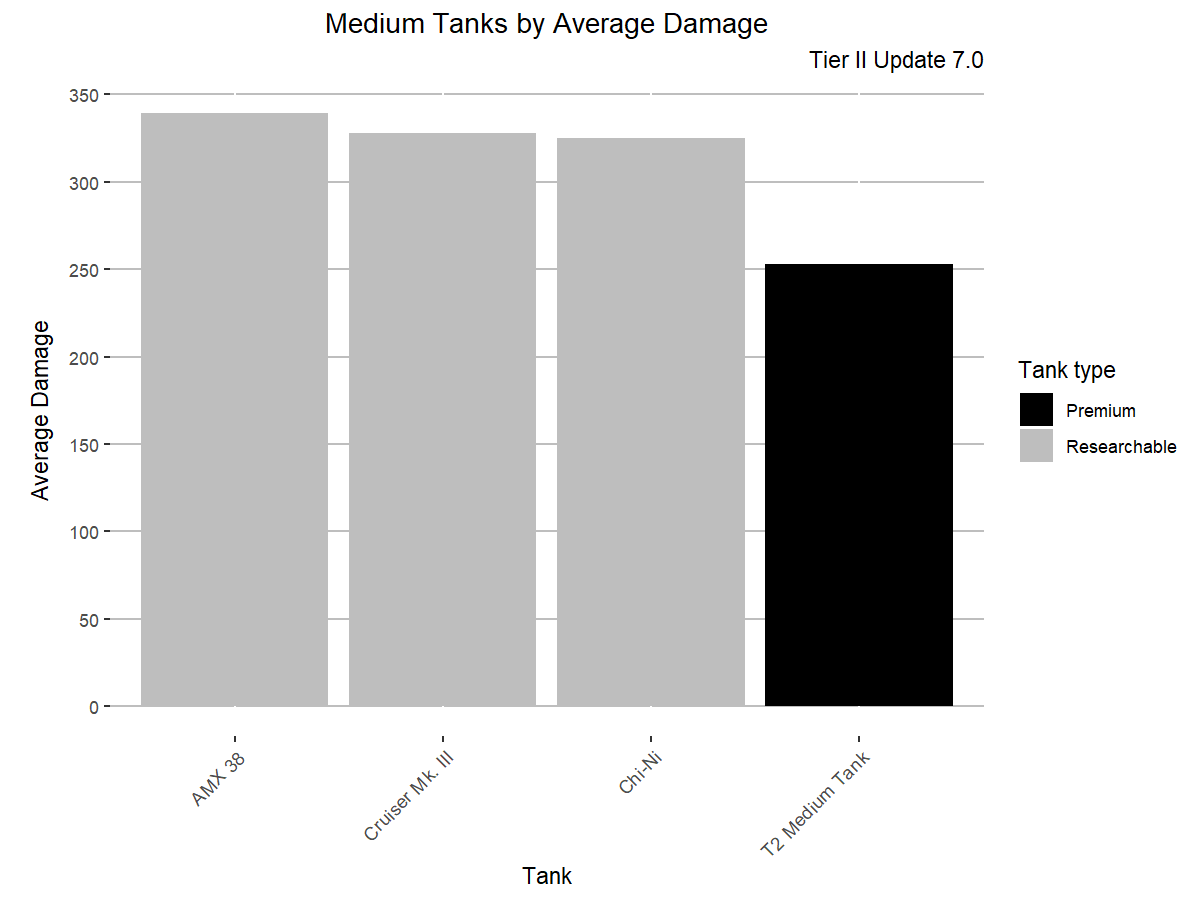 Medium Tanks by Average Damage
Tier II Update 7.0
350
300
250
200
150
100
50
0
Average Damage
AMX 38
Cruiser Mk. III
Chi-Ni
T2 Medium Tank
Tank
Tank type
Premium
Researchable